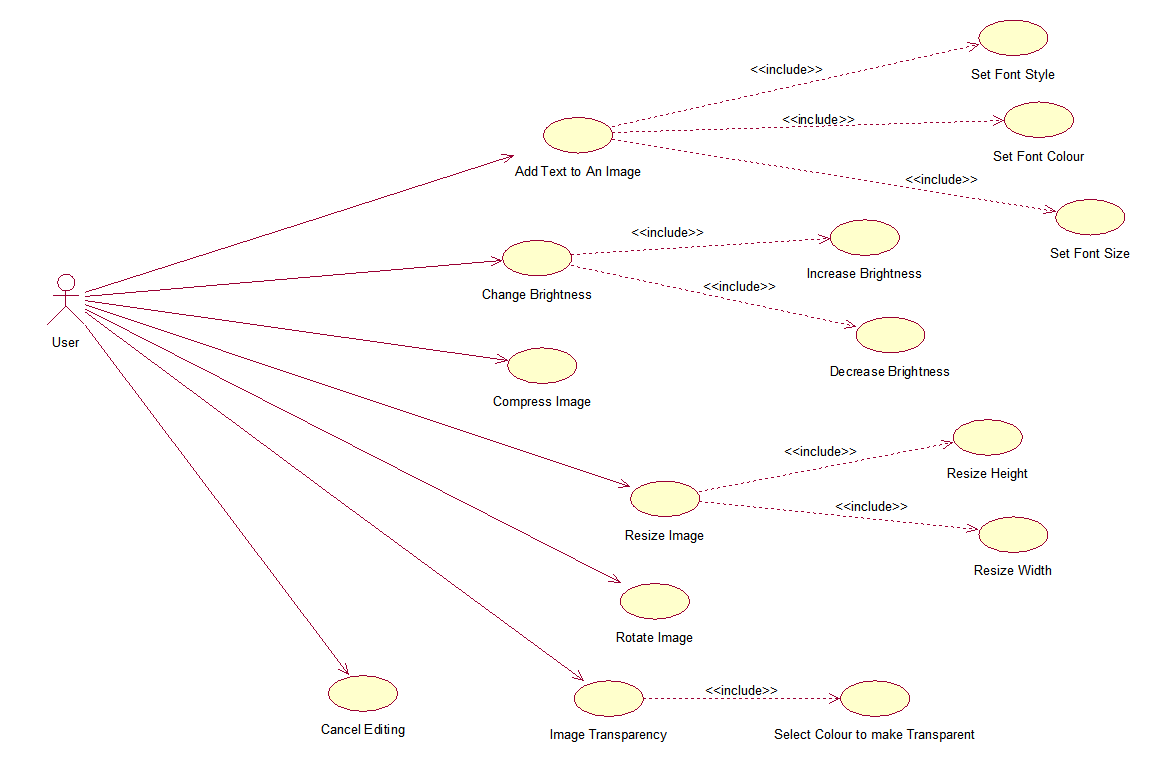 <<include>>
Set Font Style
<<include>>
Set Font Colour
Add Text to An Image
<<include>>
Set Font Size
<<include>>
Increase Brightness
Change Brightness
<<include>>
User
Decrease Brightness
Compress Image
<<include>>
Resize Height
<<include>>
Resize Image
Resize Width
Rotate Image
<<include>>
Cancel Editing
Image Transparency
Select Colour to make Transparent